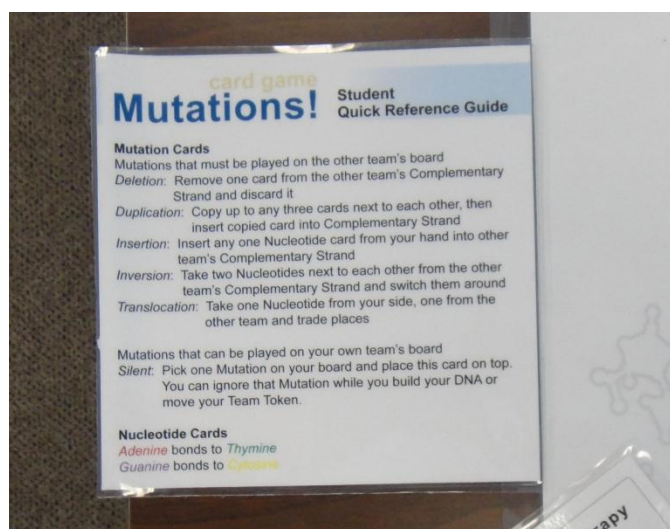 card game
Mutations!
Student
Quick Reference Guide
Mutation Cards
Mutations that must be played on the other team's board
Deletion: Remove one card from the other team's Complementary
Strand and discard it
Duplication: Copy up to any three cards next to each other, then
insert copied card into Complementary Strand
Insertion: Insert any one Nucleotide card from your hand into other
team's Complementary Strand
Inversion: Take two Nucleotides next to each other from the other
team's Complementary Strand and switch them around
Translocation: Take one Nucleotide from your side, one from the
other team and trade places
Mutations that can be played on your own team's board
Silent: Pick one Mutation on your board and place this card on top.
You can ignore that Mutation while you build your DNA or
move your Team Token.
Nucleotide Cards
Adenine bonds to Thymine
Guanine bonds to Cytosine